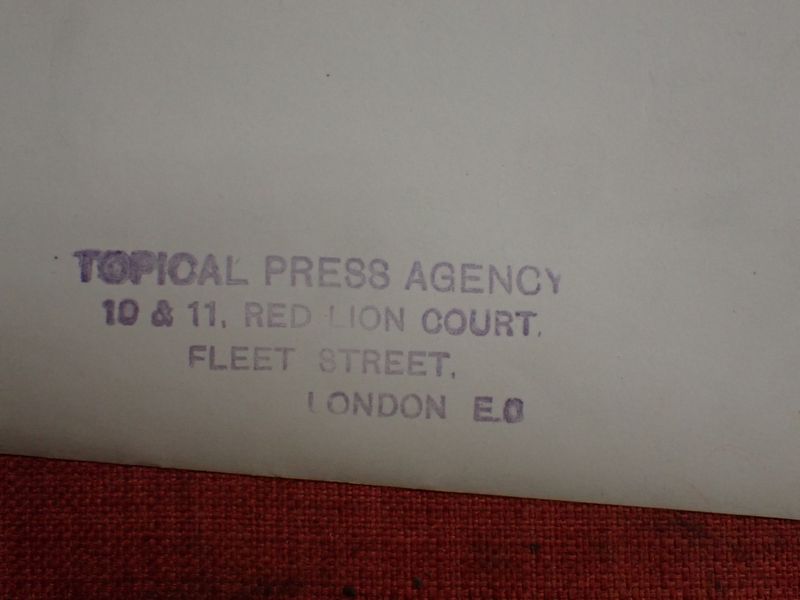 TOPICAL PRESS AGENCY
10 & 11, RED LION COURT.
FLEET STREET,
LONDON E.C